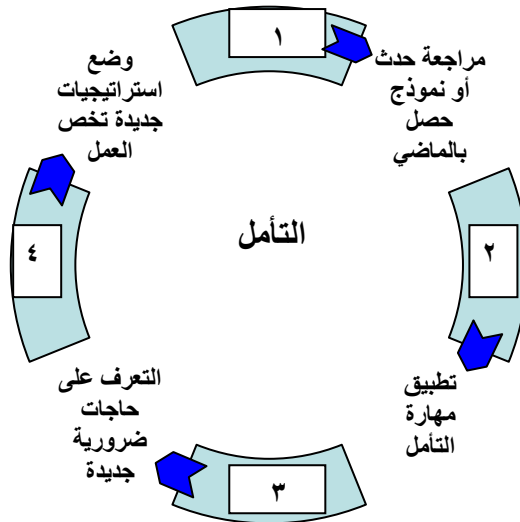 ١
مراجعة حدث
أو نموذج
حصل
بالماضي
٢
تطبيق
مهارة
التأمل
٣
التعرف على
حاجات
ضرورية
جديدة
٤
وضع
استراتيجيات
جديدة تخص
العمل
التأمل